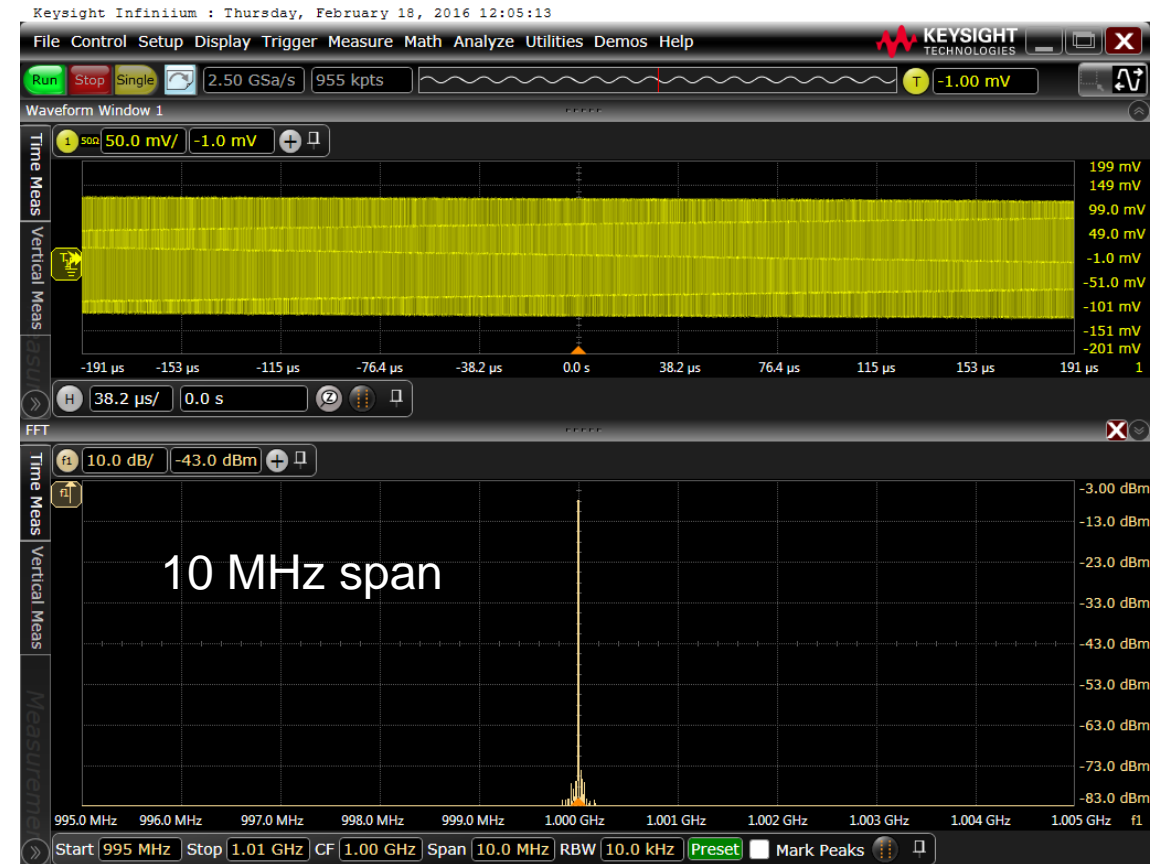 Keysight Infiniium : Thursday, February 18, 2016 12:05:13
File Control Setup Display Trigger Measure Math Analyze Utilities Demos Help KEYSIGHT
TECHNOLOGIES
Run Stop Single 2.50 GSa/s 955 kpts T -1.00 mV
Waveform Window 1
1 50Ω 50.0 mV/ -1.0 mV
Time Meas
Vertical Meas
199 mV
149 mV
99.0 mV
49.0 mV
-1.0 mV
-51.0 mV
-101 mV
-151 mV
-201 mV
-191 µs -153 µs -115 µs -76.4 µs -38.2 µs 0.0 s 38.2 µs 76.4 µs 115 µs 153 µs 191 µs 1
H 38.2 µs/ 0.0 s
FFT
f1 10.0 dB/ -43.0 dBm
Time Meas
Vertical Meas
Measuremen
f1
10 MHz span
-3.00 dBm
-13.0 dBm
-23.0 dBm
-33.0 dBm
-43.0 dBm
-53.0 dBm
-63.0 dBm
-73.0 dBm
-83.0 dBm
995.0 MHz 996.0 MHz 997.0 MHz 998.0 MHz 999.0 MHz 1.000 GHz 1.001 GHz 1.002 GHz 1.003 GHz 1.004 GHz 1.005 GHz f1
Start 995 MHz Stop 1.01 GHz CF 1.00 GHz Span 10.0 MHz RBW 10.0 kHz Preset Mark Peaks